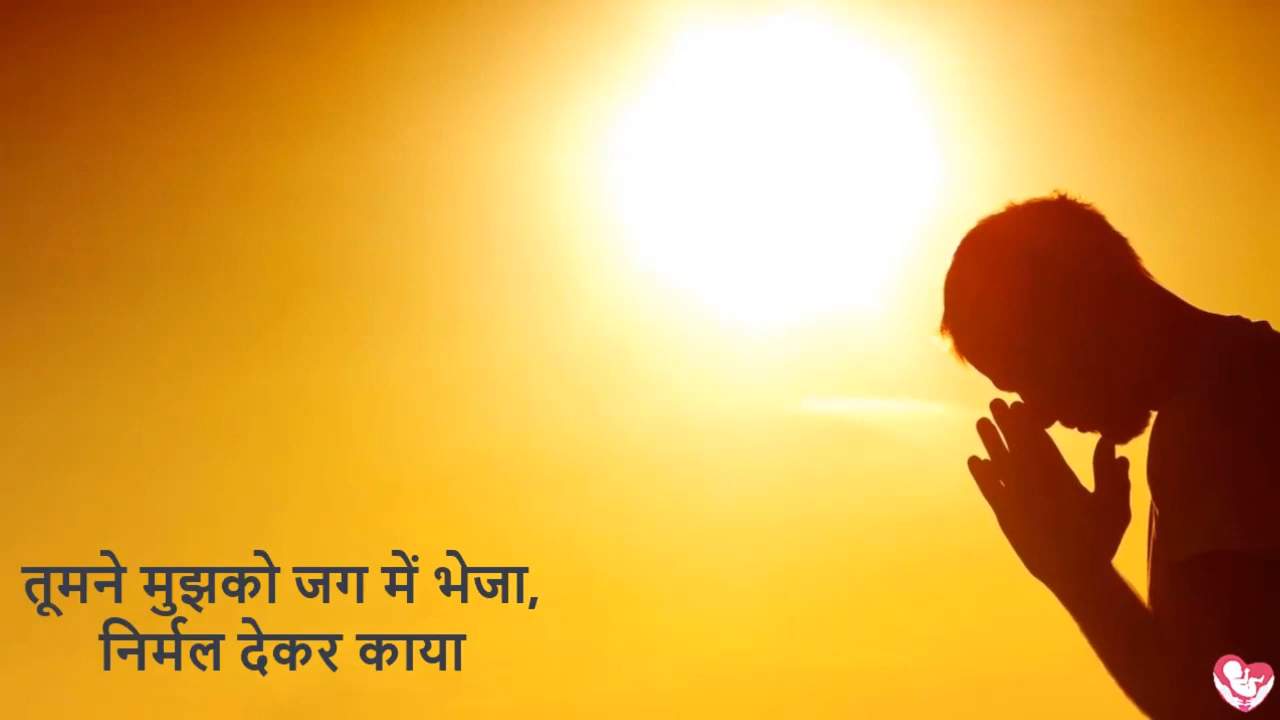 तूमने मुझको जग में भेजा,
निर्मल देकर काया